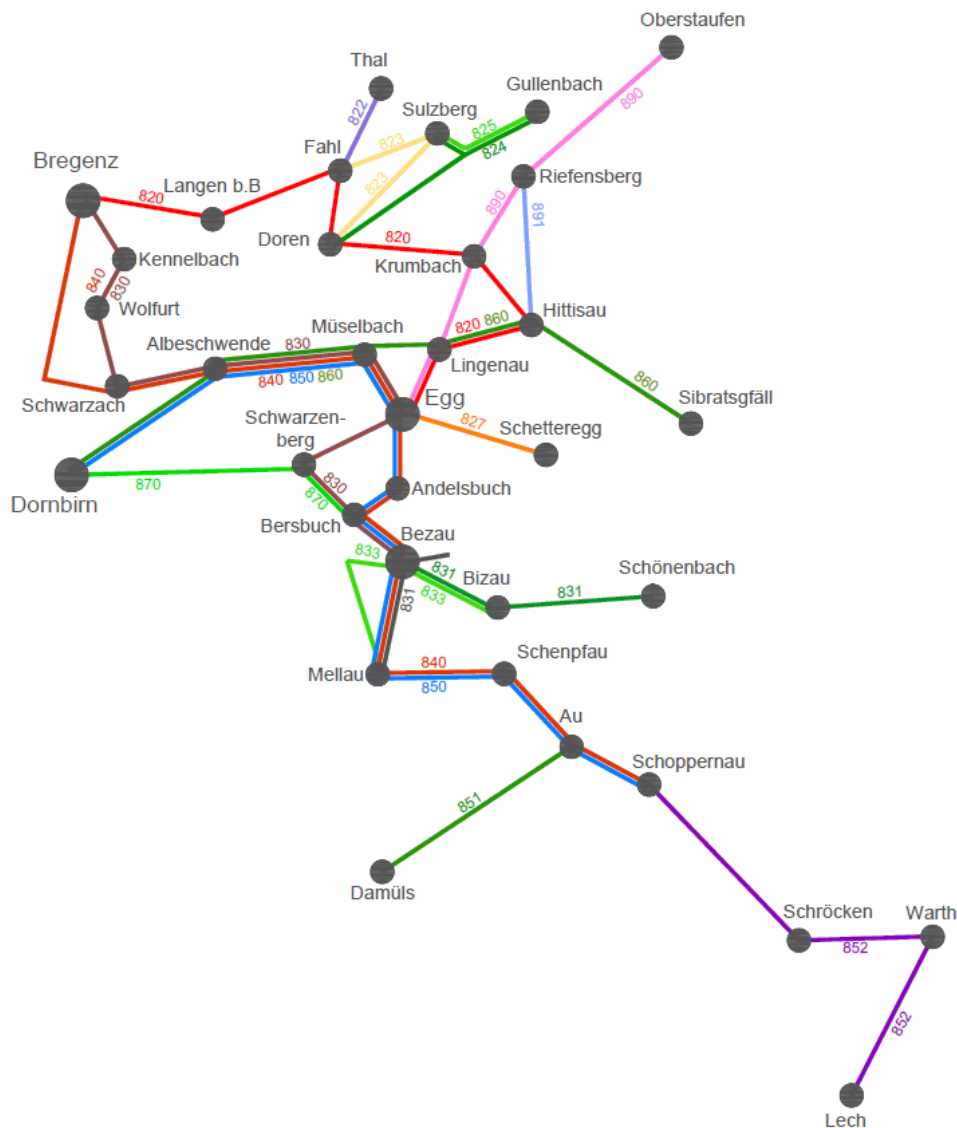 Oberstaufen
Thal
Gullenbach
890
822
Sulzberg
825
823
824
Fahl
Bregenz
Langen b.B
820
823
890
Riefensberg
891
Doren
820
Kennelbach
Krumbach
840
830
Wolfurt
Hittisau
Müselbach
Albeschwende
830
820
860
Lingenau
840
850
860
860
Schwarzach
Egg
Sibratsgfäll
Schwarzen-
berg
827
Schetteregg
870
830
870
Andelsbuch
Dornbirn
Bersbuch
Bezau
833
831
833
Bizau
831
Schönenbach
831
Schenpfau
Mellau
840
850
Au
Schoppernau
851
Damüls
Schröcken
Warth
852
852
Lech